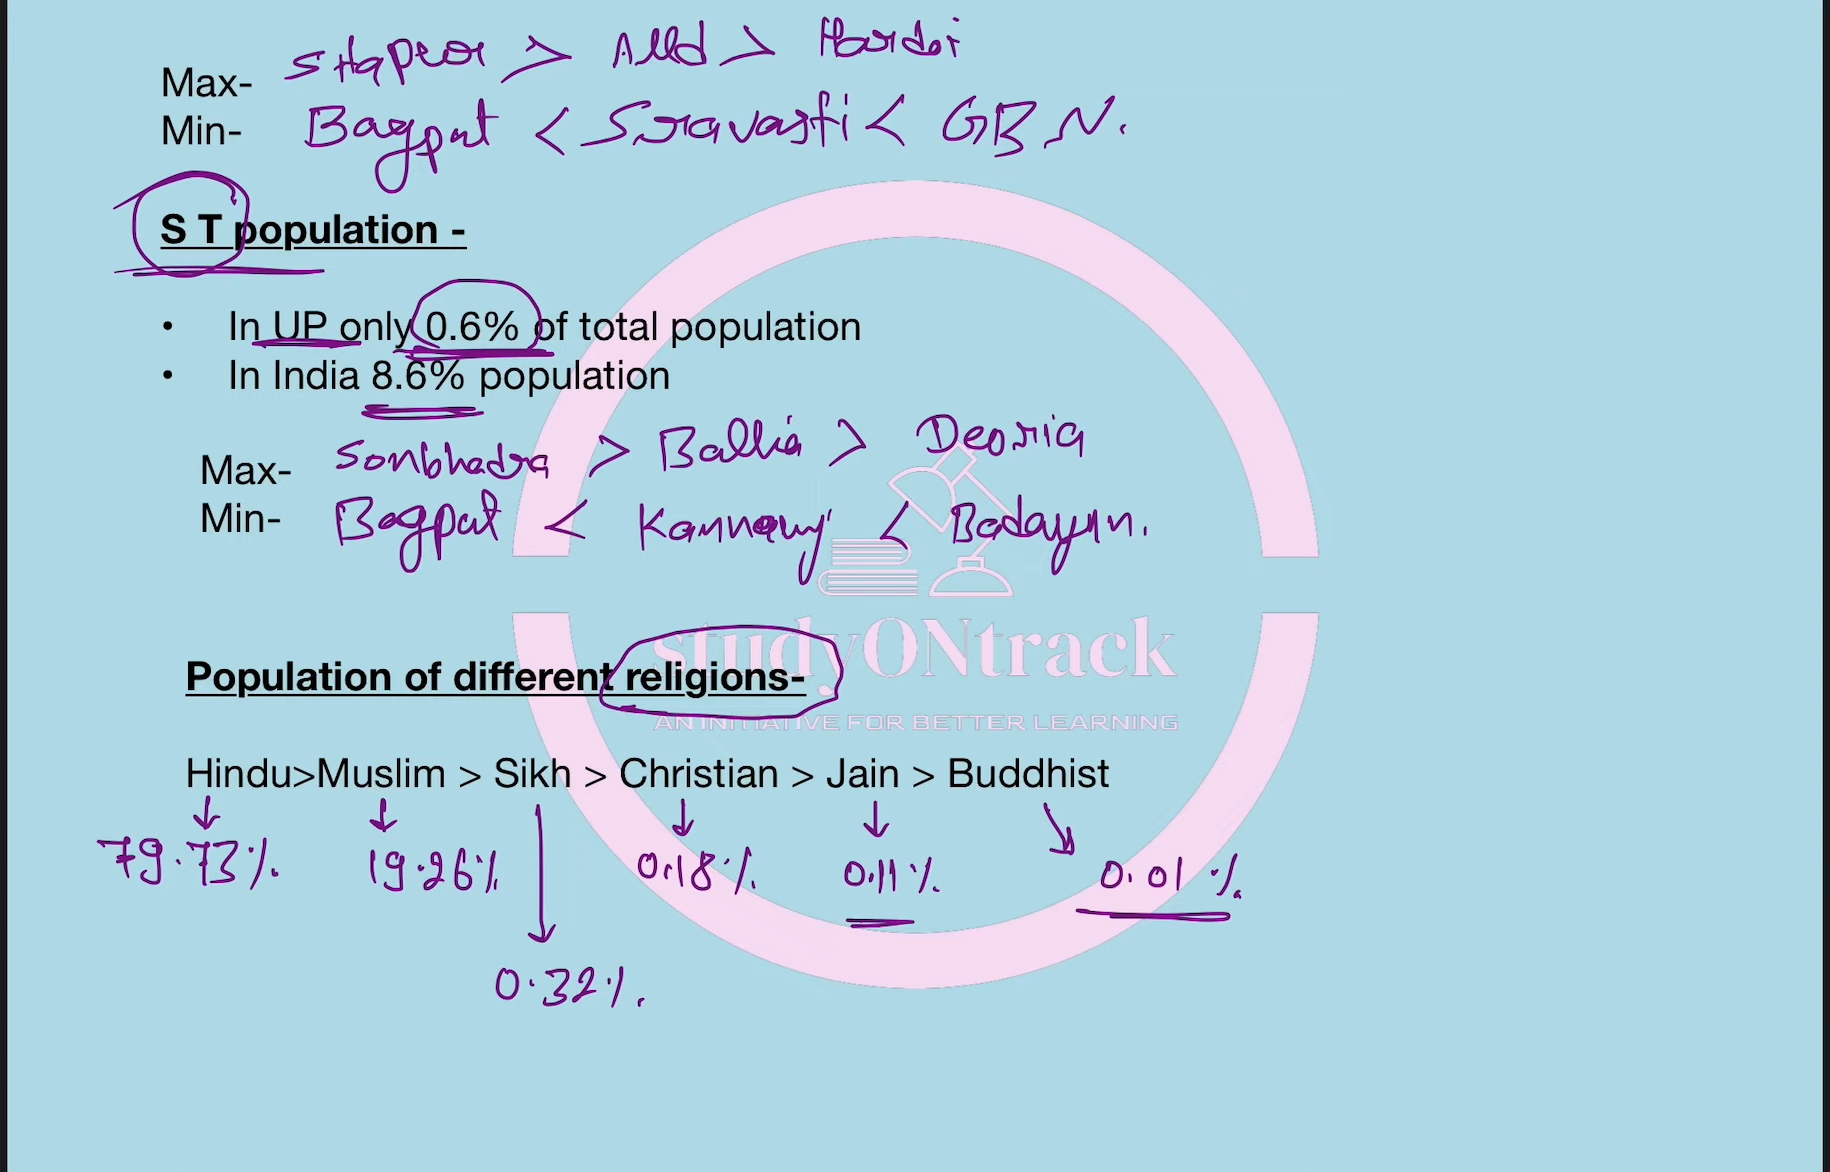 Max- Sitapur > Alld > Hardoi
Min- Bagpat < Sravasti < GBN.
S T population -
• In UP only 0.6% of total population
• In India 8.6% population
Max- Sonbhadra > Ballia > Deoria
Min- Bagpat < Kannauj < Badayun.
studyONtrack
Population of different religions-
AN INITIATIVE FOR BETTER LEARNING
Hindu>Muslim > Sikh > Christian > Jain > Buddhist
79.73% 19.26% 0.18% 0.11% 0.01%
0.32%